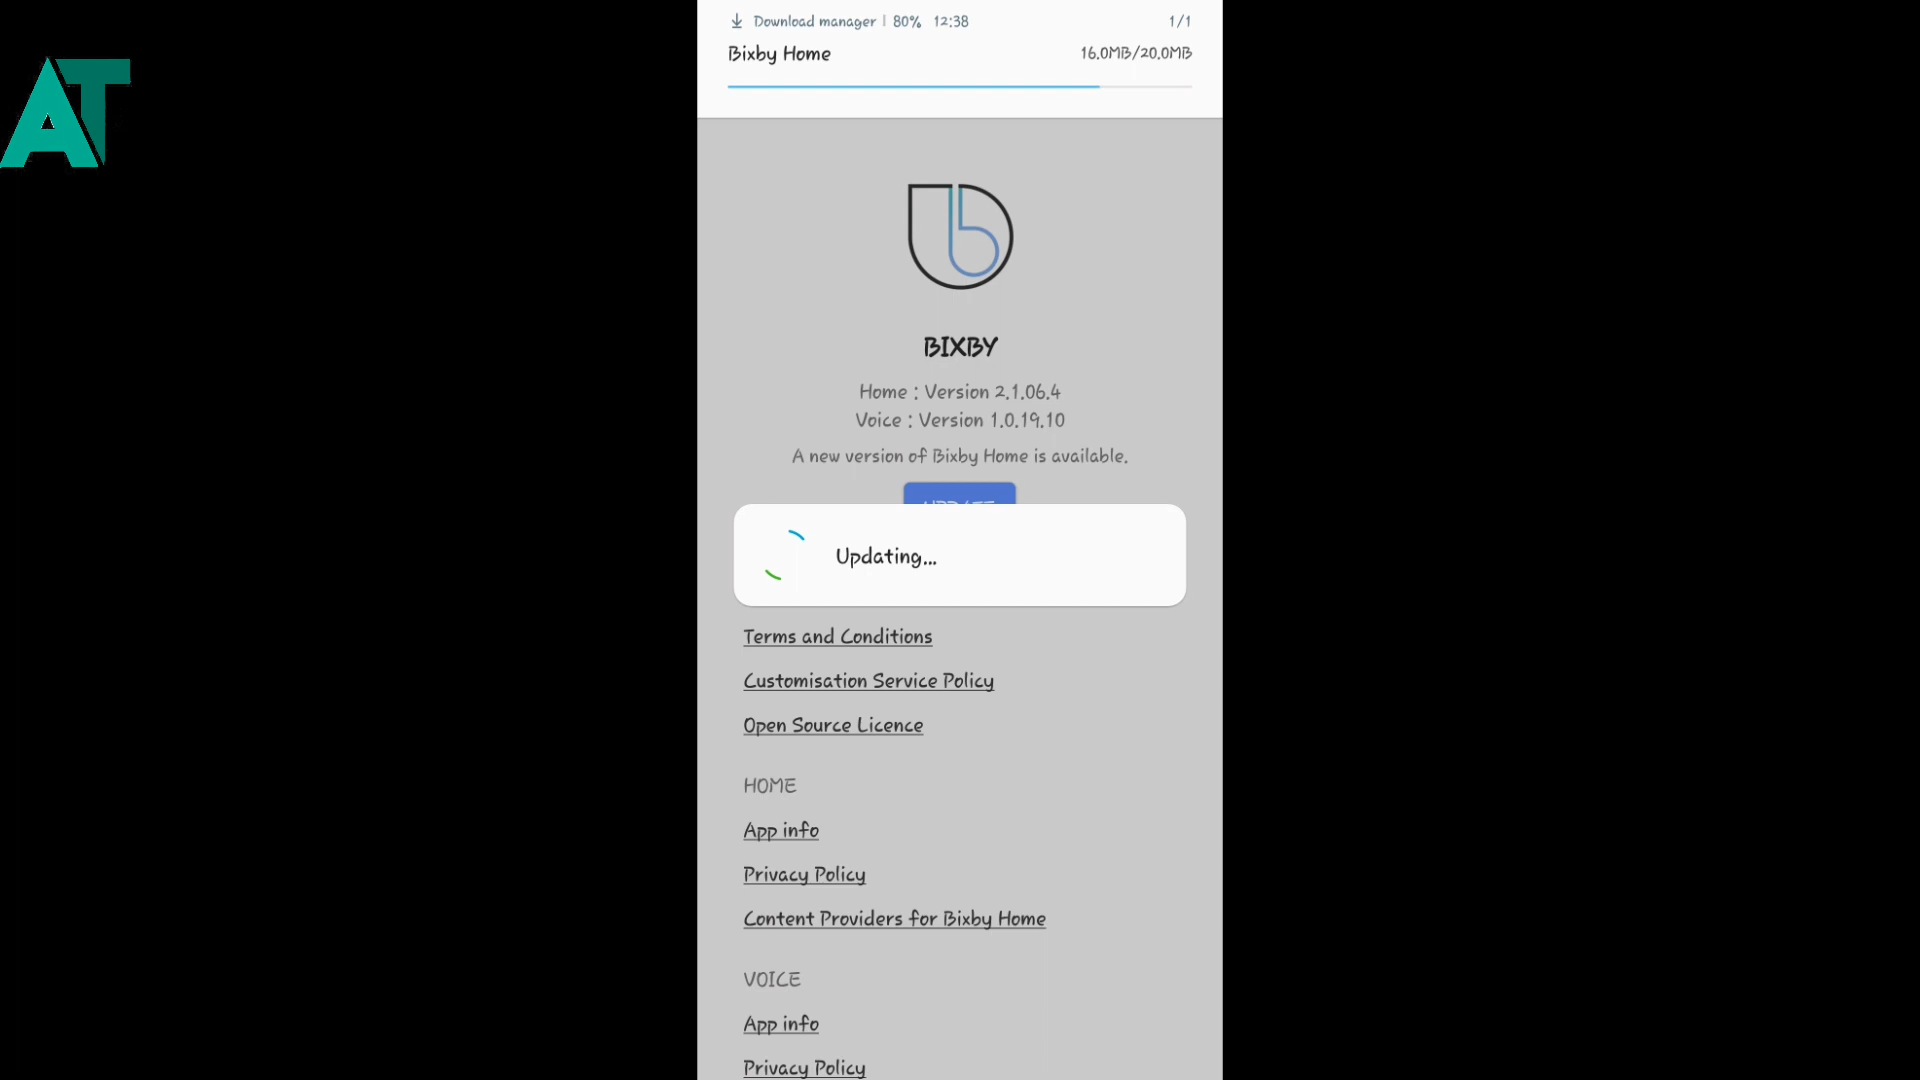 AT
Download manager | 80% 12:38 1/1
Bixby Home 16.0MB/20.0MB
BIXBY
Home : Version 2.1.06.4
Voice : Version 1.0.19.10
A new version of Bixby Home is available.
UPDATE
Updating...
Terms and Conditions
Customisation Service Policy
Open Source Licence
HOME
App info
Privacy Policy
Content Providers for Bixby Home
VOICE
App info
Privacy Policy